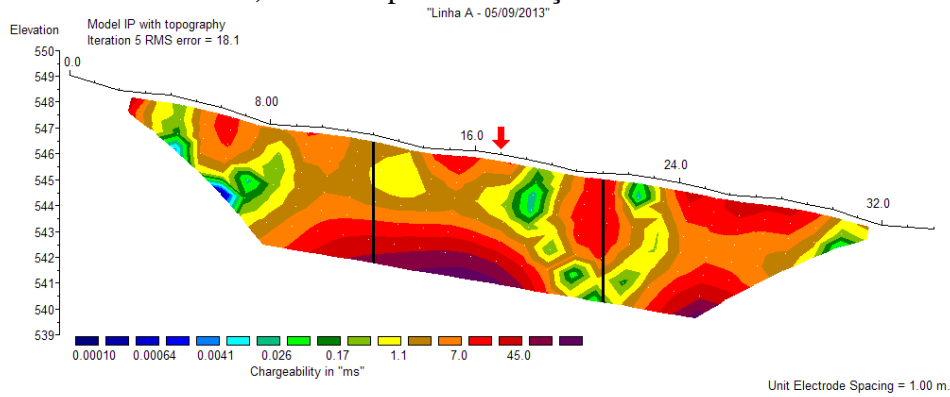 "Linha A - 05/09/2013"
Model IP with topography
Elevation
Iteration 5 RMS error = 18.1
550
0.0
549
548
8.00
547
16.0
546
24.0
545
544
32.0
543
542
541
540
539
0.00010 0.00064 0.0041 0.026 0.17 1.1 7.0 45.0
Chargeability in "ms"
Unit Electrode Spacing = 1.00 m.